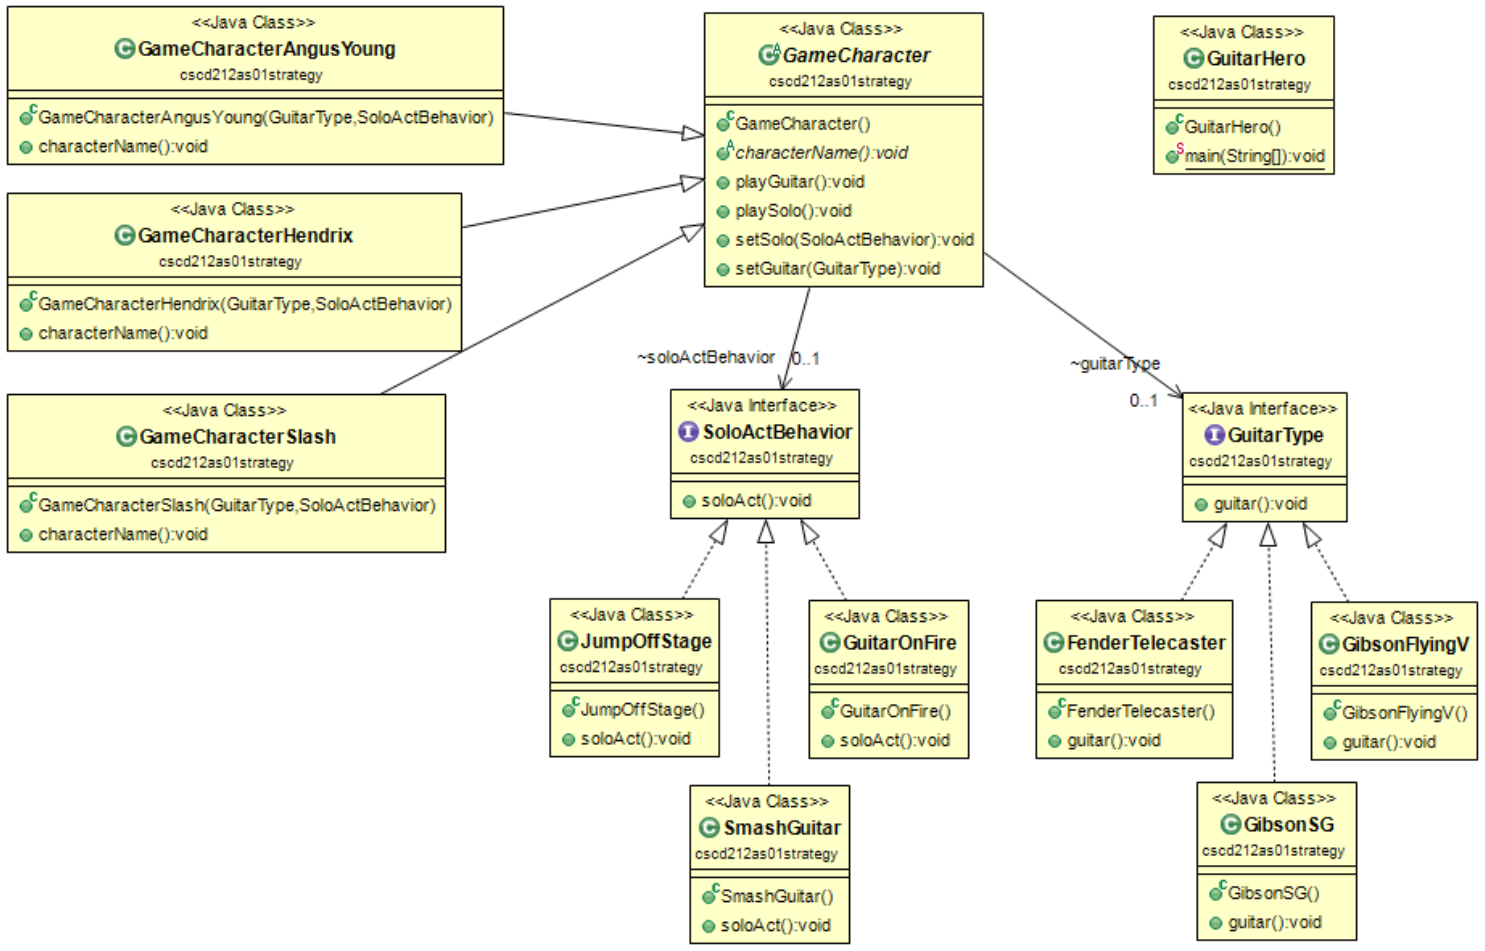 <<Java Class>>
GameCharacterAngusYoung
cscd212as01strategy
GameCharacterAngusYoung(GuitarType,SoloActBehavior)
characterName():void
<<Java Class>>
GameCharacter
cscd212as01strategy
GameCharacter()
characterName():void
playGuitar():void
playSolo():void
setSolo(SoloActBehavior):void
setGuitar(GuitarType):void
<<Java Class>>
GuitarHero
cscd212as01strategy
GuitarHero()
main(String[]):void
<<Java Class>>
GameCharacterHendrix
cscd212as01strategy
GameCharacterHendrix(GuitarType,SoloActBehavior)
characterName():void
<<Java Class>>
GameCharacterSlash
cscd212as01strategy
GameCharacterSlash(GuitarType,SoloActBehavior)
characterName():void
~soloActBehavior
0..1
~guitarType
0..1
<<Java Interface>>
SoloActBehavior
cscd212as01strategy
soloAct():void
<<Java Interface>>
GuitarType
cscd212as01strategy
guitar():void
<<Java Class>>
JumpOffStage
cscd212as01strategy
JumpOffStage()
soloAct():void
<<Java Class>>
GuitarOnFire
cscd212as01strategy
GuitarOnFire()
soloAct():void
<<Java Class>>
FenderTelecaster
cscd212as01strategy
FenderTelecaster()
guitar():void
<<Java Class>>
GibsonFlyingV
cscd212as01strategy
GibsonFlyingV()
guitar():void
<<Java Class>>
SmashGuitar
cscd212as01strategy
SmashGuitar()
soloAct():void
<<Java Class>>
GibsonSG
cscd212as01strategy
GibsonSG()
guitar():void